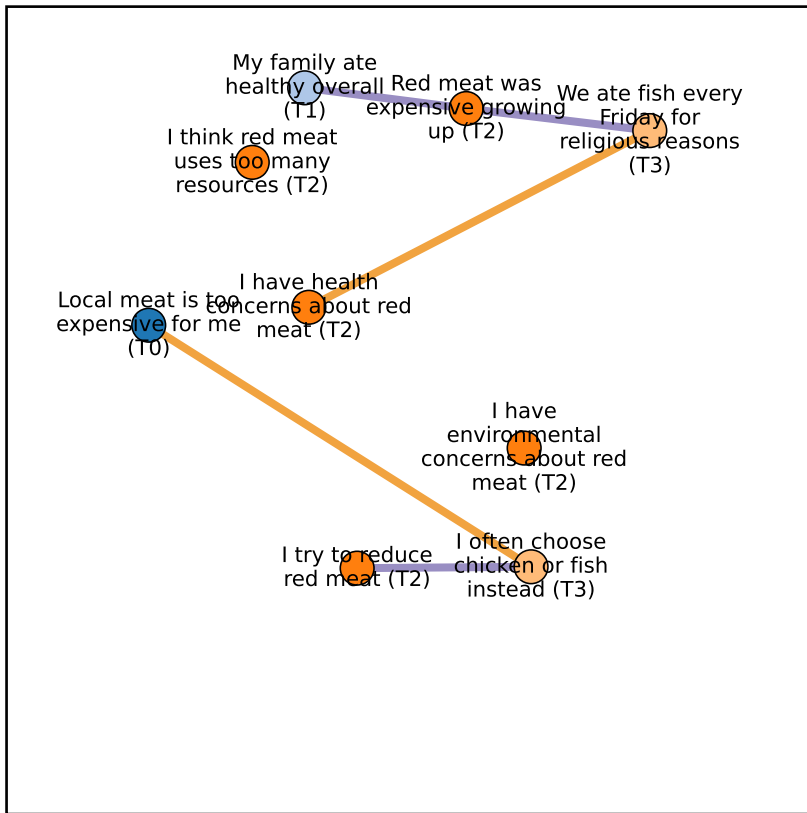 My family ate
healthy overall
(T1)
Red meat was
expensive growing
up (T2)
We ate fish every
Friday for
religious reasons
(T3)
I think red meat
uses too many
resources (T2)
I have health
concerns about red
meat (T2)
Local meat is too
expensive for me
(T0)
I have
environmental
concerns about red
meat (T2)
I try to reduce
red meat (T2)
I often choose
chicken or fish
instead (T3)